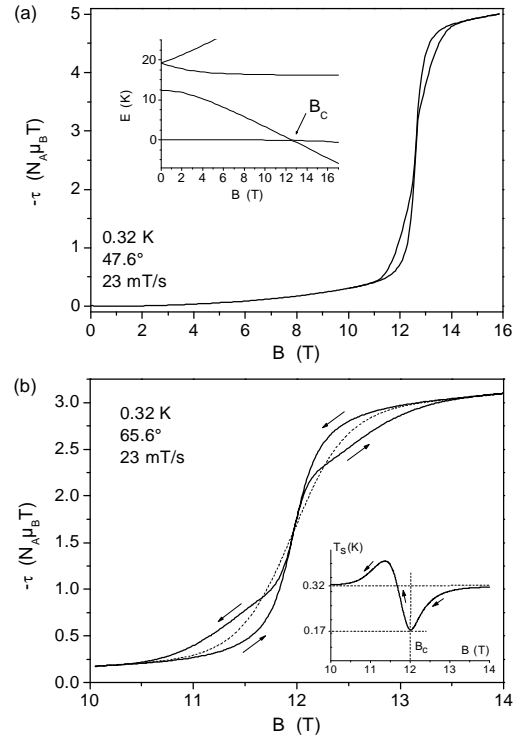 (a)
-τ (N_Aμ_BT)
5
4
3
2
1
0
E (K)
20
10
0
B_C
0 2 4 6 8 10 12 16
B (T)
0.32 K
47.6°
23 mT/s
0 2 4 6 8 10 12 14 16
B (T)
(b)
-τ (N_Aμ_BT)
3.0
2.5
2.0
1.5
1.0
0.5
0.0
0.32 K
65.6°
23 mT/s
T_S(K)
0.32
0.17
B_C B (T)
10 11 12 13 14
10 11 12 13 14
B (T)